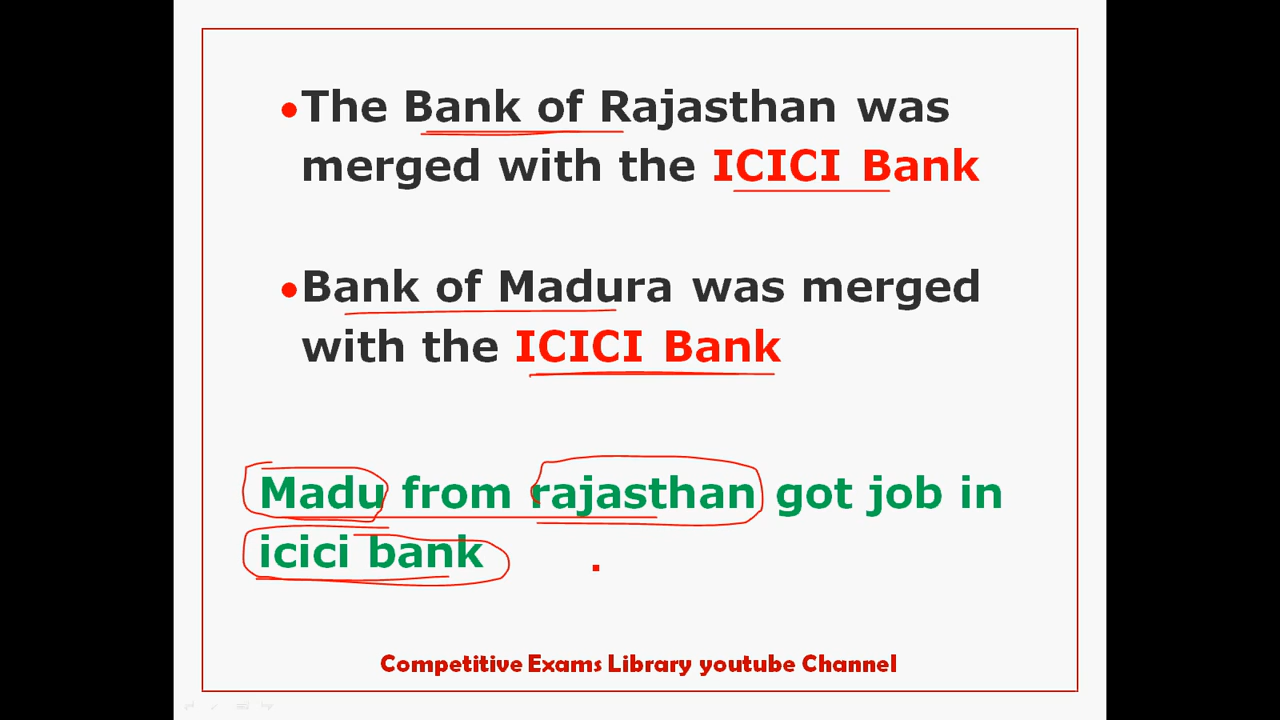 •The Bank of Rajasthan was
merged with the ICICI Bank
•Bank of Madura was merged
with the ICICI Bank
Madu from rajasthan got job in
icici bank
Competitive Exams Library youtube Channel